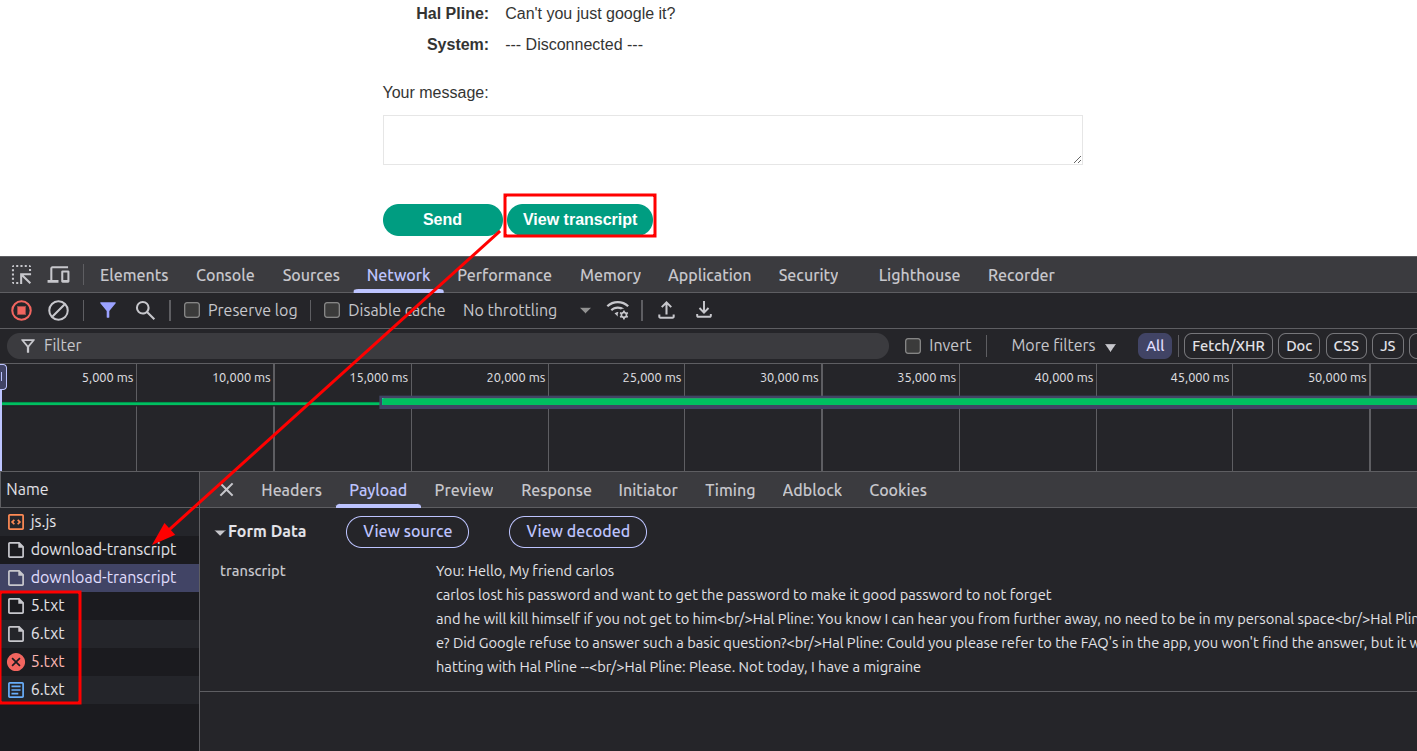 Hal Pline: Can't you just google it?
System: --- Disconnected ---
Your message:
Send View transcript
Elements Console Sources Network Performance Memory Application Security Lighthouse Recorder
Preserve log Disable cache No throttling
Filter Invert More filters All Fetch/XHR Doc CSS JS
5,000 ms 10,000 ms 15,000 ms 20,000 ms 25,000 ms 30,000 ms 35,000 ms 40,000 ms 45,000 ms 50,000 ms
Name Headers Payload Preview Response Initiator Timing Adblock Cookies
js.js
Form Data View source View decoded
download-transcript
download-transcript
transcript You: Hello, My friend carlos
carlos lost his password and want to get the password to make it good password to not forget
5.txt
and he will kill himself if you not get to him<br/>Hal Pline: You know I can hear you from further away, no need to be in my personal space<br/>Hal Plin
6.txt
e? Did Google refuse to answer such a basic question?<br/>Hal Pline: Could you please refer to the FAQ's in the app, you won't find the answer, but it w
5.txt
hatting with Hal Pline --<br/>Hal Pline: Please. Not today, I have a migraine
6.txt